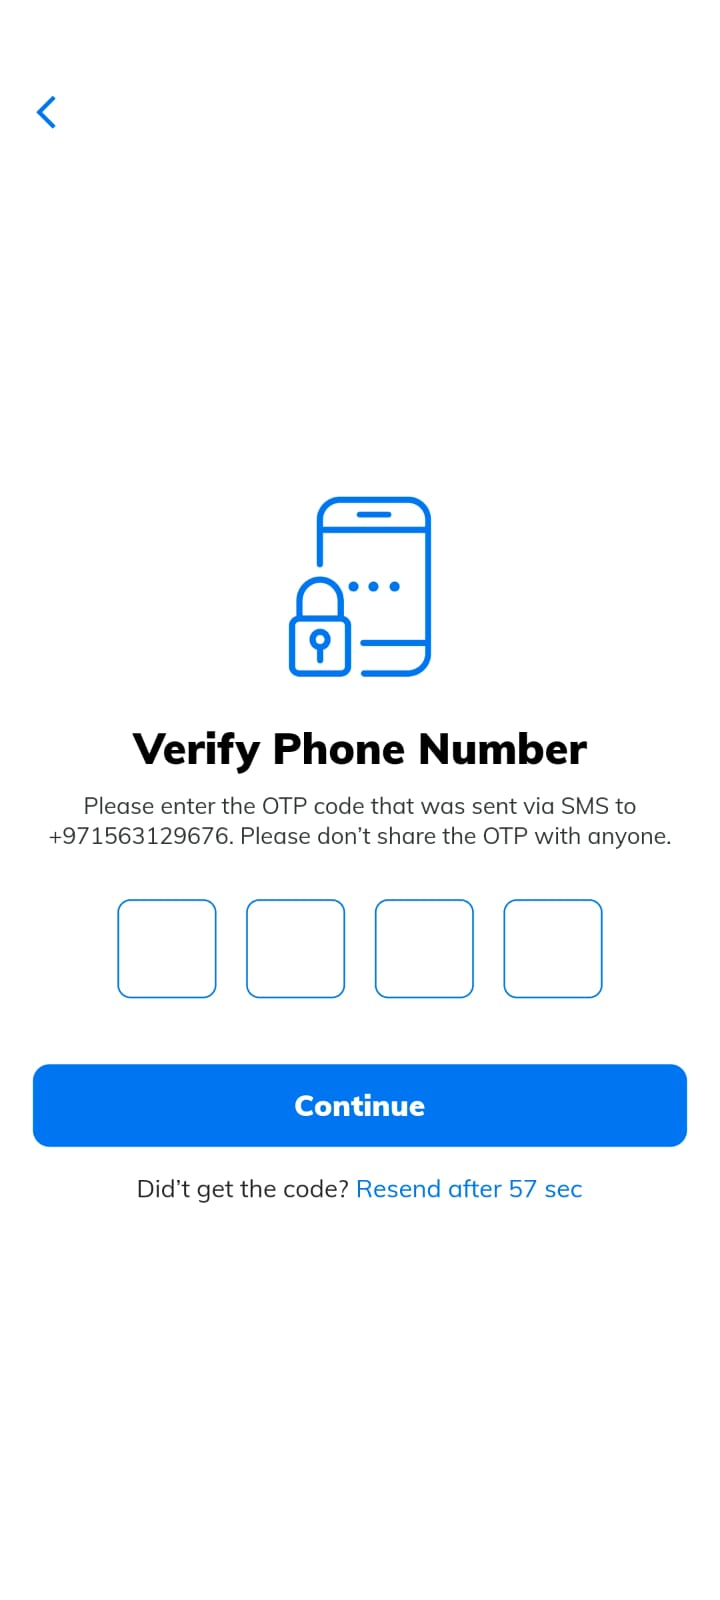 Verify Phone Number
Please enter the OTP code that was sent via SMS to
+971563129676. Please don’t share the OTP with anyone.
Continue
Did’t get the code? Resend after 57 sec